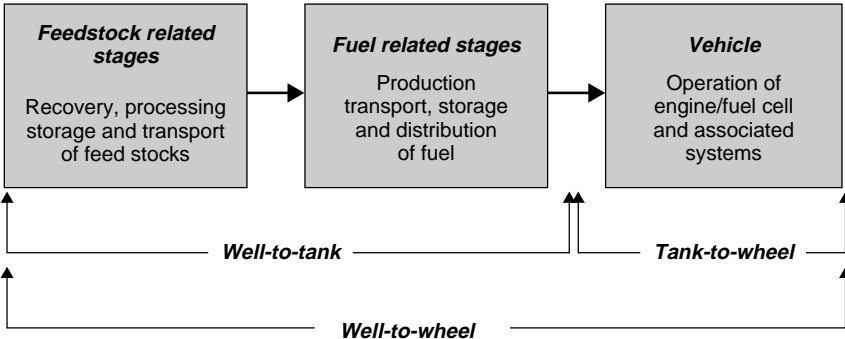 Feedstock related
stages
Recovery, processing
storage and transport
of feed stocks
Fuel related stages
Production
transport, storage
and distribution
of fuel
Vehicle
Operation of
engine/fuel cell
and associated
systems
Well-to-tank
Tank-to-wheel
Well-to-wheel